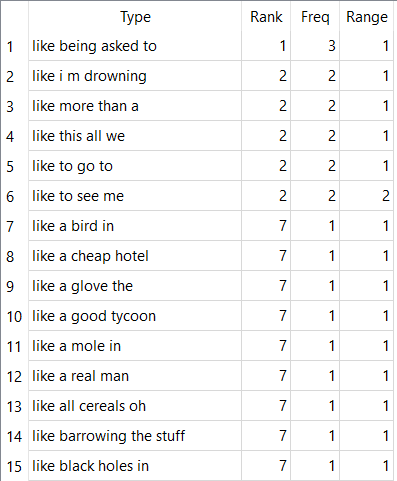 Type Rank Freq Range
1 like being asked to 1 3 1
2 like i m drowning 2 2 1
3 like more than a 2 2 1
4 like this all we 2 2 1
5 like to go to 2 2 1
6 like to see me 2 2 2
7 like a bird in 7 1 1
8 like a cheap hotel 7 1 1
9 like a glove the 7 1 1
10 like a good tycoon 7 1 1
11 like a mole in 7 1 1
12 like a real man 7 1 1
13 like all cereals oh 7 1 1
14 like barrowing the stuff 7 1 1
15 like black holes in 7 1 1